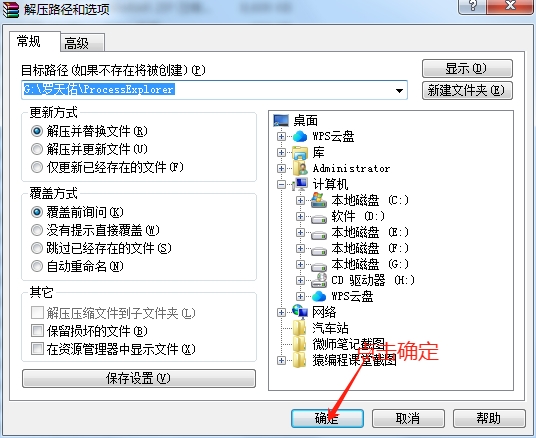 解压路径和选项
常规
高级
目标路径(如果不存在将被创建)(P)
显示(D)
G:\罗天佑\ProcessExplorer
新建文件夹(E)
更新方式
解压并替换文件(R)
解压并更新文件(U)
仅更新已经存在的文件(F)
覆盖方式
覆盖前询问(K)
没有提示直接覆盖(W)
跳过已经存在的文件(S)
自动重命名(N)
其它
解压压缩文件到子文件夹(L)
保留损坏的文件(B)
在资源管理器中显示文件(X)
保存设置(V)
桌面
WPS云盘
库
Administrator
计算机
本地磁盘 (C:)
软件 (D:)
本地磁盘 (E:)
本地磁盘 (F:)
本地磁盘 (G:)
CD 驱动器 (H:)
WPS云盘
网络
汽车站
微师笔记截图
猿编程课堂截图
点击确定
确定
取消
帮助